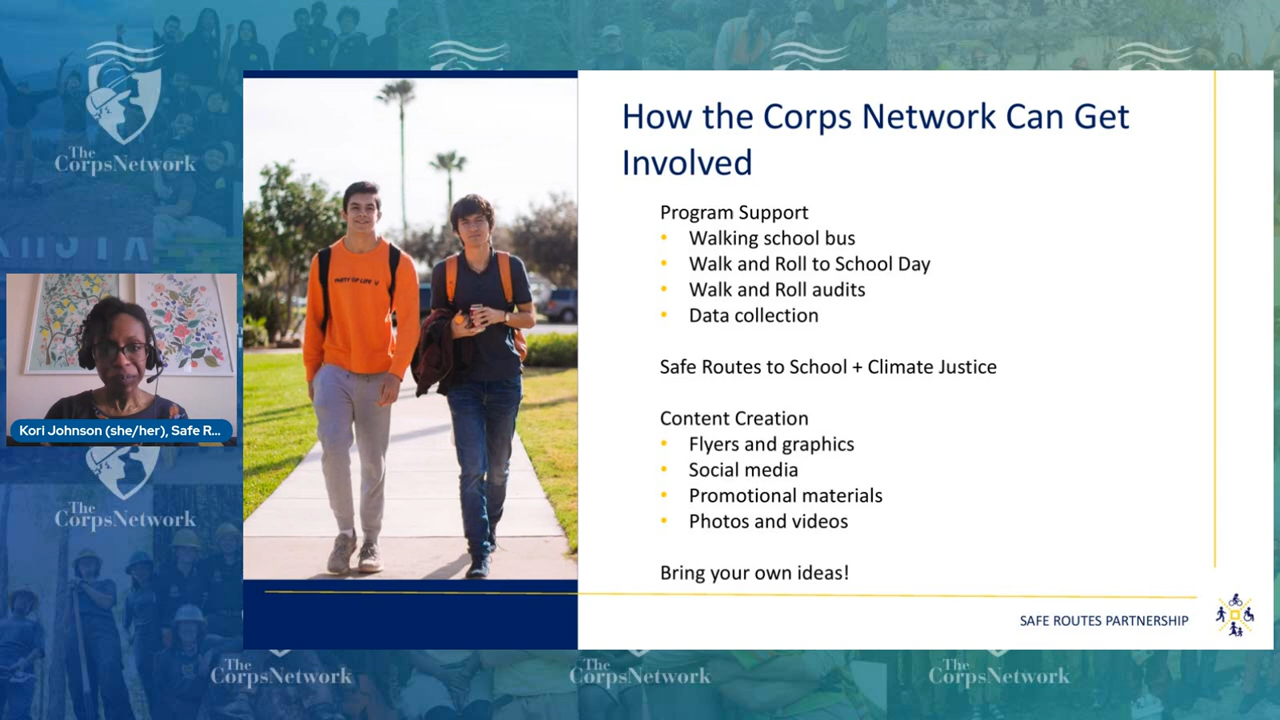 The
CorpsNetwork
How the Corps Network Can Get
Involved
Program Support
• Walking school bus
• Walk and Roll to School Day
• Walk and Roll audits
• Data collection
Safe Routes to School + Climate Justice
Content Creation
• Flyers and graphics
• Social media
• Promotional materials
• Photos and videos
Bring your own ideas!
SAFE ROUTES PARTNERSHIP
Kori Johnson (she/her), Safe R...
The
CorpsNetwork
The
CorpsNetwork
The
CorpsNetwork
The
CorpsNetwork